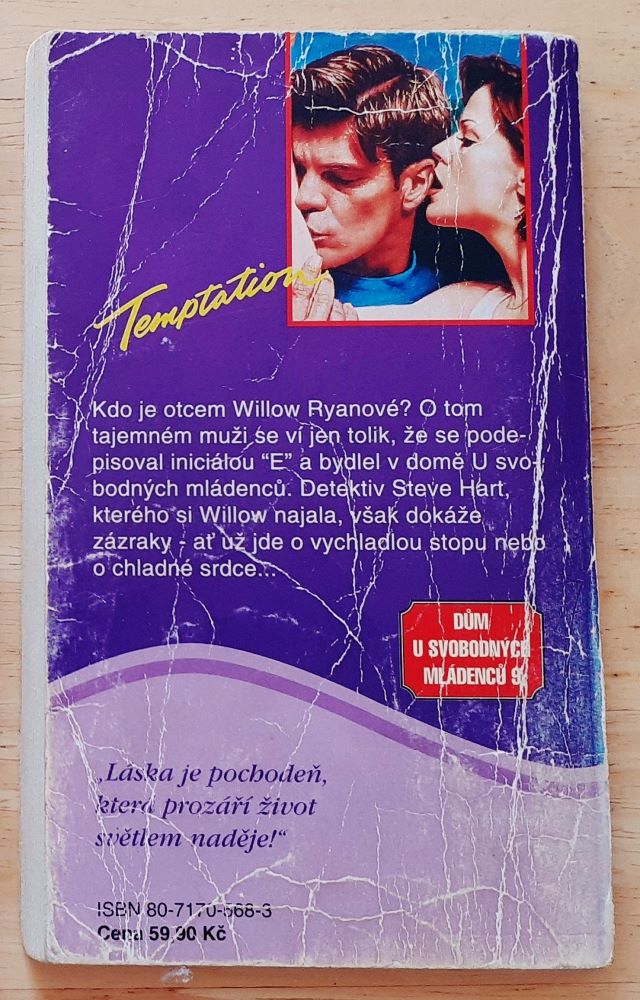 Temptation
Kdo je otcem Willow Ryanové? O tom
tajemném muži se ví jen tolik, že se pode-
pisoval iniciálou “E” a bydlel v domě U svo-
bodných mládenců. Detektiv Steve Hart,
kterého si Willow najala, však dokáže
zázraky - ať už jde o vychladlou stopu nebo
o chladné srdce...
DŮM
U SVOBODNÝCH
MLÁDENCŮ 9.
„Láska je pochodeň,
která prozáří život
světlem naděje!“
ISBN 80-7170-568-3
Cena 59,90 Kč